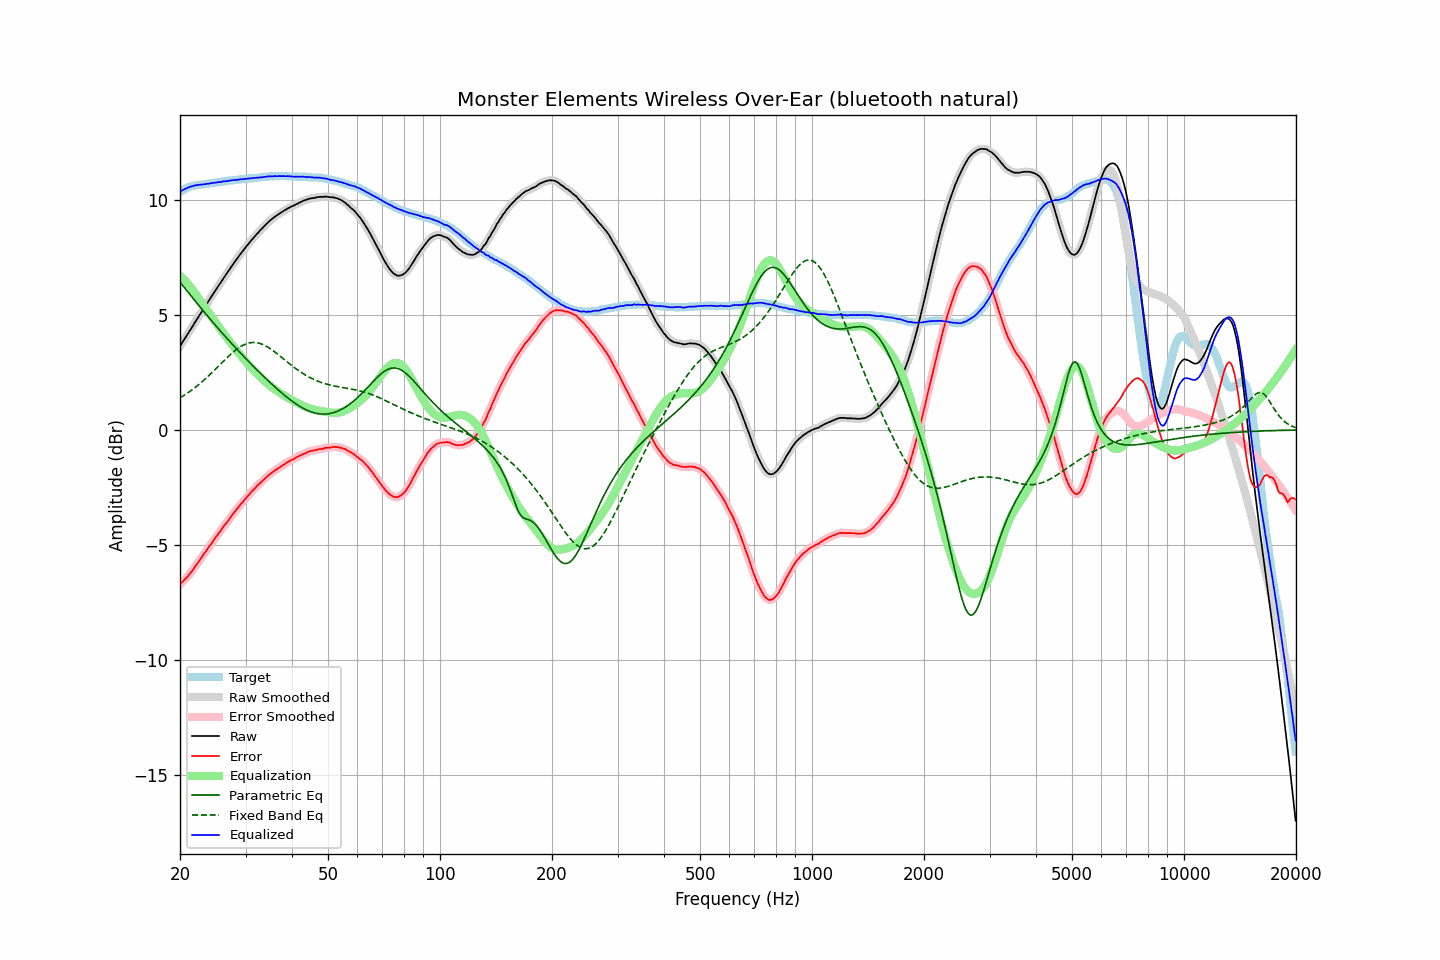 Monster Elements Wireless Over-Ear (bluetooth natural)
Amplitude (dBr)
10
5
0
−5
−10
−15
Target
Raw Smoothed
Error Smoothed
Raw
Error
Equalization
Parametric Eq
Fixed Band Eq
Equalized
20 50 100 200 500 1000 2000 5000 10000 20000
Frequency (Hz)